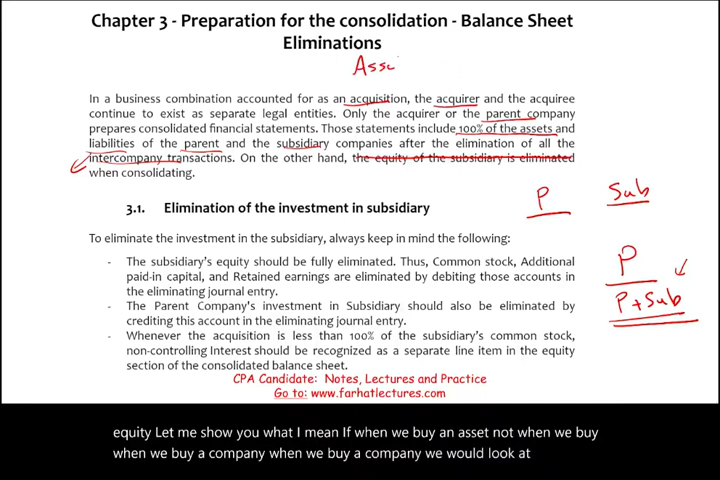 Chapter 3 - Preparation for the consolidation - Balance Sheet
Eliminations
Asse
In a business combination accounted for as an acquisition, the acquirer and the acquiree
continue to exist as separate legal entities. Only the acquirer or the parent company
prepares consolidated financial statements. Those statements include 100% of the assets and
liabilities of the parent and the subsidiary companies after the elimination of all the
intercompany transactions. On the other hand, the equity of the subsidiary is eliminated
when consolidating.
P Sub
3.1. Elimination of the investment in subsidiary
To eliminate the investment in the subsidiary, always keep in mind the following:
- The subsidiary's equity should be fully eliminated. Thus, Common stock, Additional
paid-in capital, and Retained earnings are eliminated by debiting those accounts in
the eliminating journal entry.
P
P + Sub
- The Parent Company's investment in Subsidiary should also be eliminated by
crediting this account in the eliminating journal entry.
- Whenever the acquisition is less than 100% of the subsidiary's common stock,
non-controlling Interest should be recognized as a separate line item in the equity
section of the consolidated balance sheet.
CPA Candidate: Notes, Lectures and Practice
Go to: www.farhatlectures.com
equity Let me show you what I mean If when we buy an asset not when we buy
when we buy a company when we buy a company we would look at